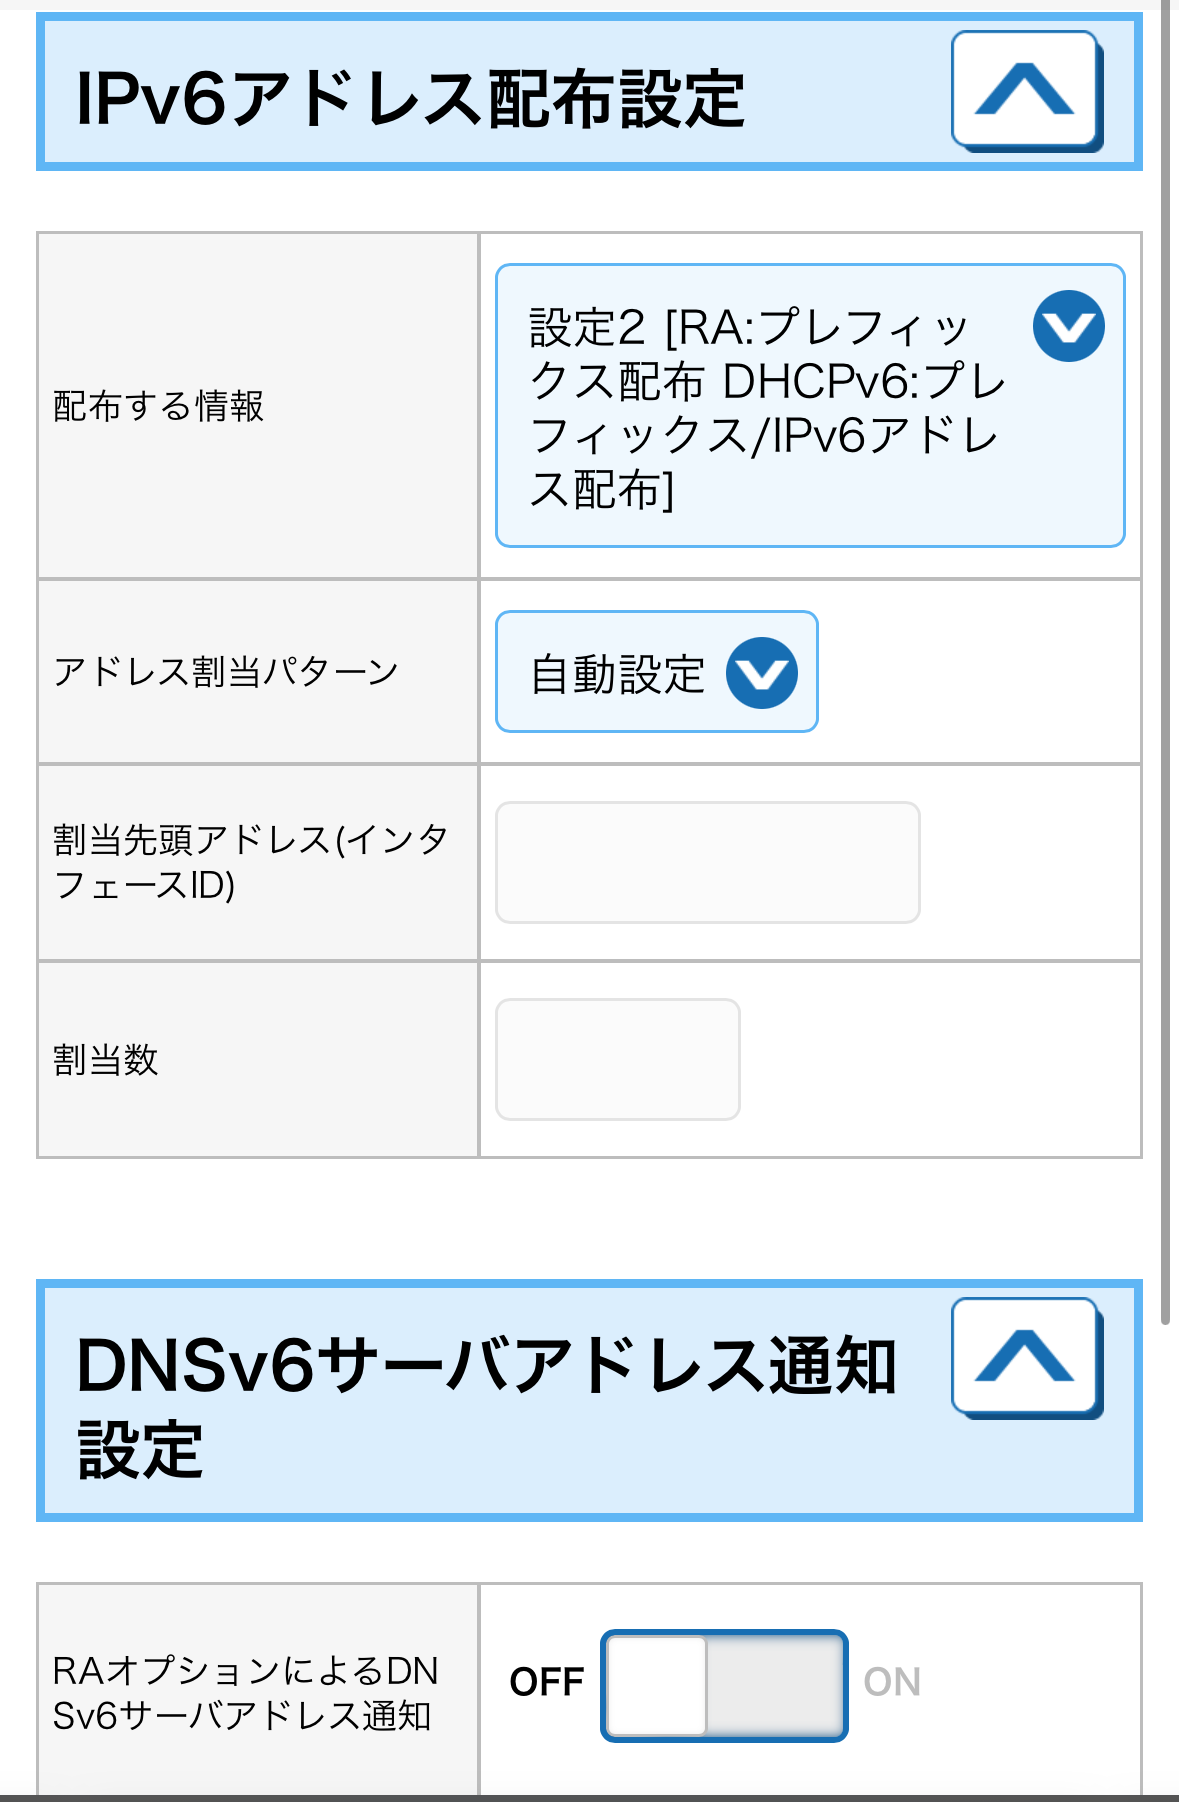 IPv6アドレス配布設定
配布する情報
設定2 [RA:プレフィッ
クス配布 DHCPv6:プレ
フィックス/IPv6アドレ
ス配布]
アドレス割当パターン
自動設定
割当先頭アドレス(インタ
フェースID)
割当数
DNSv6サーバアドレス通知
設定
RAオプションによるDN
Sv6サーバアドレス通知
OFF
ON